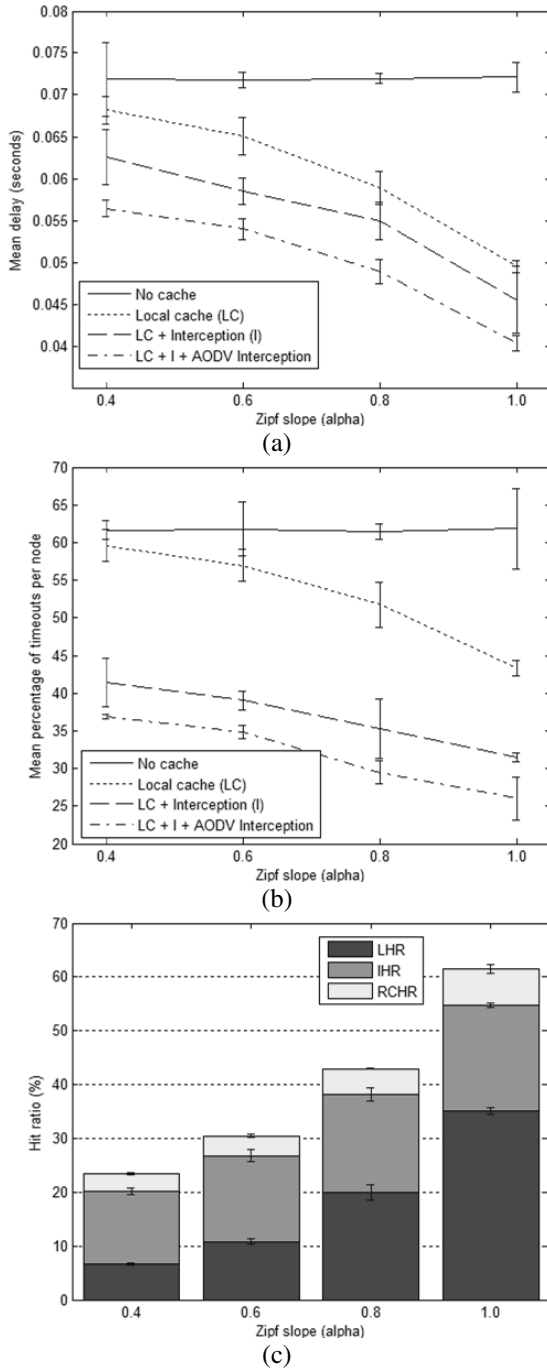 0.08
0.075
0.07
0.065
0.06
0.055
0.05
0.045
0.04
Mean delay (seconds)
No cache
Local cache (LC)
LC + Interception (I)
LC + I + AODV Interception
0.4 0.6 0.8 1.0
Zipf slope (alpha)
(a)
70
65
60
55
50
45
40
35
30
25
20
Mean percentage of timeouts per node
No cache
Local cache (LC)
LC + Interception (I)
LC + I + AODV Interception
0.4 0.6 0.8 1.0
Zipf slope (alpha)
(b)
70
60
50
40
30
20
10
0
Hit ratio (%)
LHR
IHR
RCHR
0.4 0.6 0.8 1.0
Zipf slope (alpha)
(c)